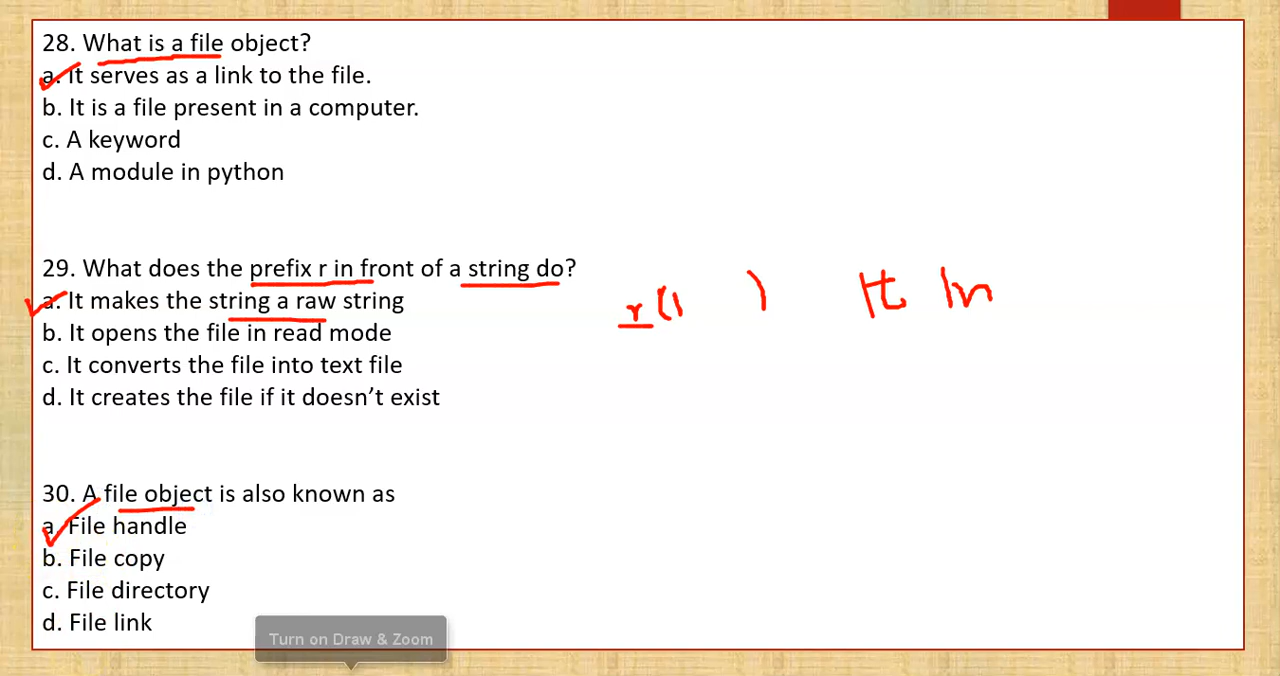 28. What is a file object?
a. It serves as a link to the file.
b. It is a file present in a computer.
c. A keyword
d. A module in python
29. What does the prefix r in front of a string do?
a. It makes the string a raw string
b. It opens the file in read mode
c. It converts the file into text file
d. It creates the file if it doesn’t exist
r( ) \t \n
30. A file object is also known as
a. File handle
b. File copy
c. File directory
d. File link
Turn on Draw & Zoom